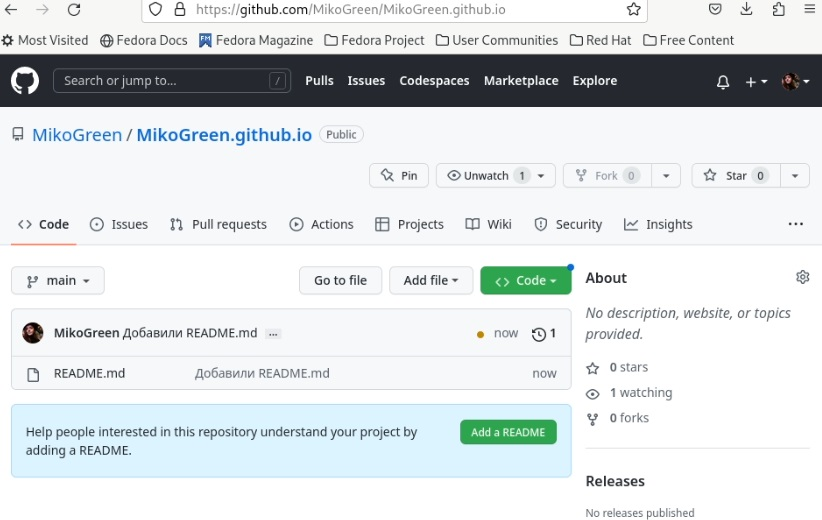 https://github.com/MikoGreen/MikoGreen.github.io
Most Visited Fedora Docs Fedora Magazine Fedora Project User Communities Red Hat Free Content
Search or jump to... / Pulls Issues Codespaces Marketplace Explore
MikoGreen / MikoGreen.github.io Public
Pin Unwatch 1 Fork 0 Star 0
Code Issues Pull requests Actions Projects Wiki Security Insights
main Go to file Add file Code
MikoGreen Добавили README.md ... now 1
README.md Добавили README.md now
Help people interested in this repository understand your project by
adding a README.
Add a README
About
No description, website, or topics
provided.
0 stars
1 watching
0 forks
Releases
No releases published